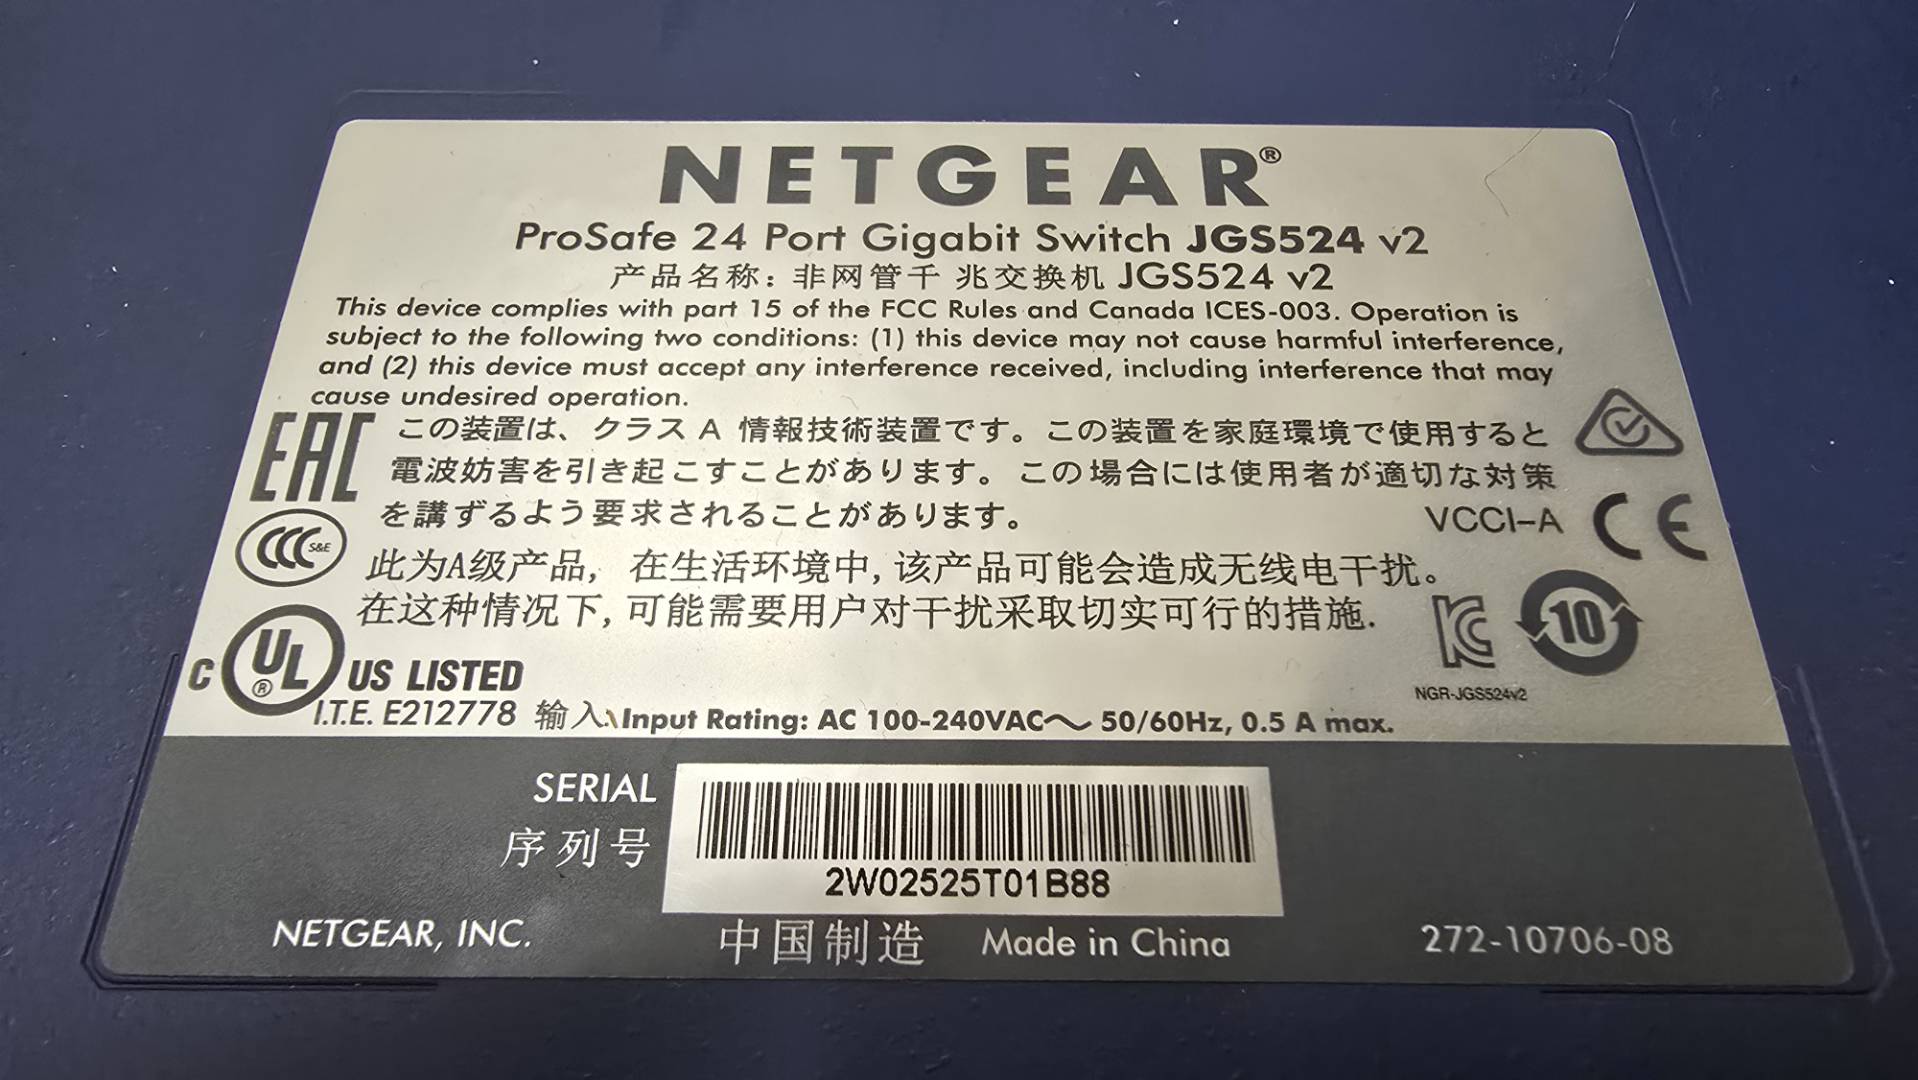 NETGEAR®
ProSafe 24 Port Gigabit Switch JGS524 v2
产品名称：非网管千 兆交换机 JGS524 v2
This device complies with part 15 of the FCC Rules and Canada ICES-003. Operation is
subject to the following two conditions: (1) this device may not cause harmful interference,
and (2) this device must accept any interference received, including interference that may
cause undesired operation.
EAC
この装置は、クラス A 情報技術装置です。この装置を家庭環境で使用すると
電波妨害を引き起こすことがあります。この場合には使用者が適切な対策
を講ずるよう要求されることがあります。 VCCI-A
CE
CCC S&E
此为A级产品, 在生活环境中,该产品可能会造成无线电干扰。
在这种情况下,可能需要用户对干扰采取切实可行的措施.
KC
10
NGR-JGS524v2
C UL® US LISTED
I.T.E. E212778 输入:Input Rating: AC 100-240VAC～ 50/60Hz, 0.5 A max.
SERIAL
序列号
2W02525T01B88
NETGEAR, INC.
中国制造 Made in China
272-10706-08